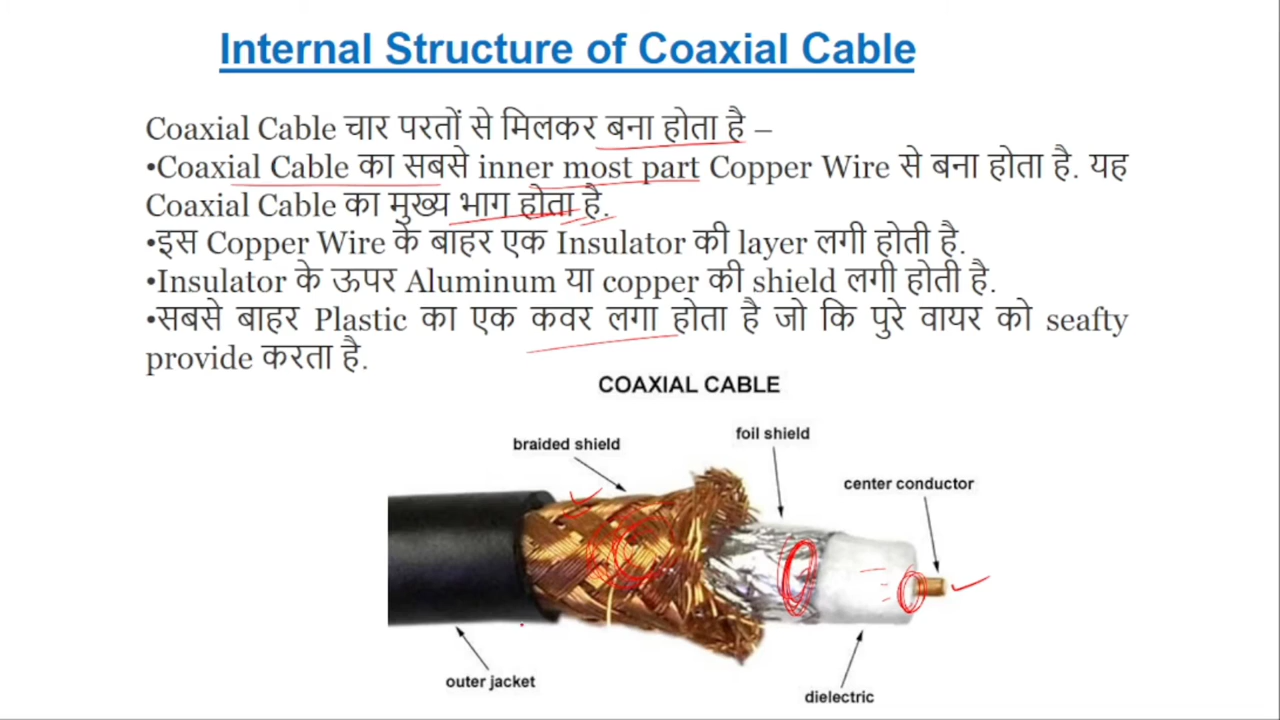 Internal Structure of Coaxial Cable
Coaxial Cable चार परतों से मिलकर बना होता है –
•Coaxial Cable का सबसे inner most part Copper Wire से बना होता है. यह
Coaxial Cable का मुख्य भाग होता है.
•इस Copper Wire के बाहर एक Insulator की layer लगी होती है.
•Insulator के ऊपर Aluminum या copper की shield लगी होती है.
•सबसे बाहर Plastic का एक कवर लगा होता है जो कि पुरे वायर को seafty
provide करता है.
COAXIAL CABLE
foil shield
braided shield
center conductor
outer jacket
dielectric